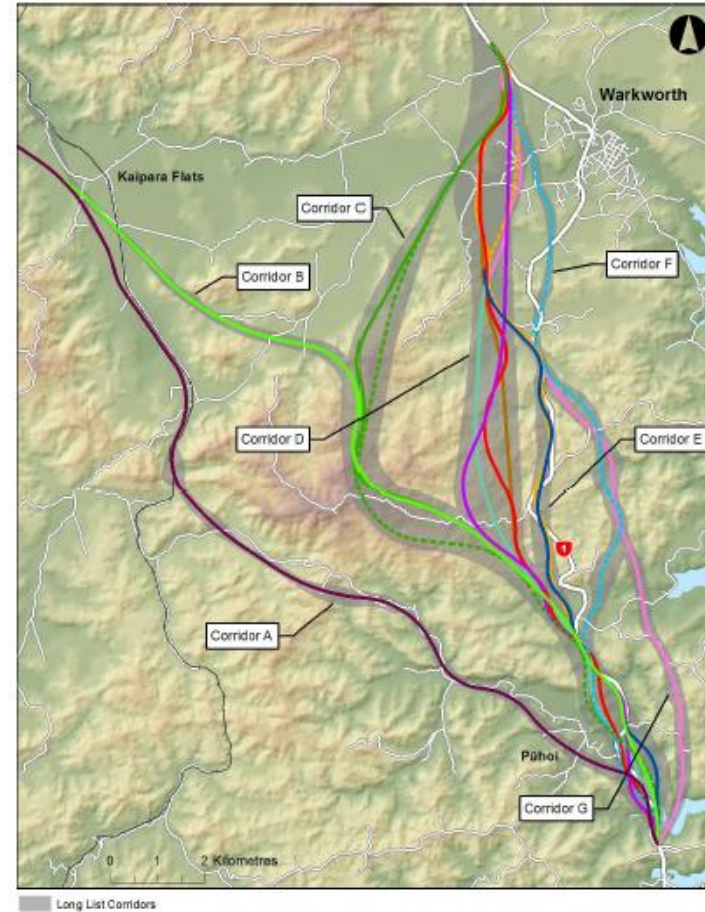 Warkworth
Kaipara Flats
Corridor C
Corridor B
Corridor F
Corridor D
Corridor E
1
Corridor A
Pūhoi
Corridor G
0 1 2 Kilometres
Long List Corridors